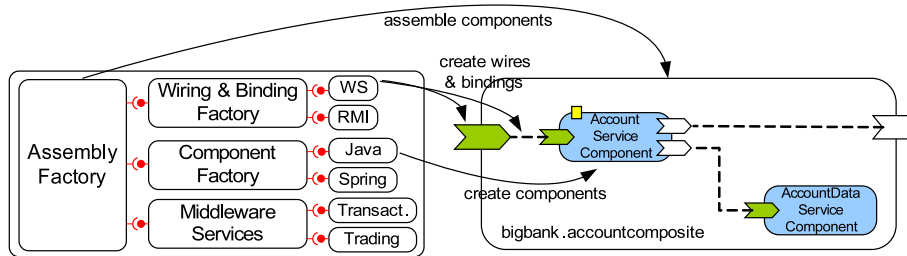 assemble components
create wires
& bindings
Assembly
Factory
Wiring & Binding
Factory
WS
RMI
Component
Factory
Java
Spring
Middleware
Services
Transact.
Trading
create components
Account
Service
Component
AccountData
Service
Component
bigbank.accountcomposite